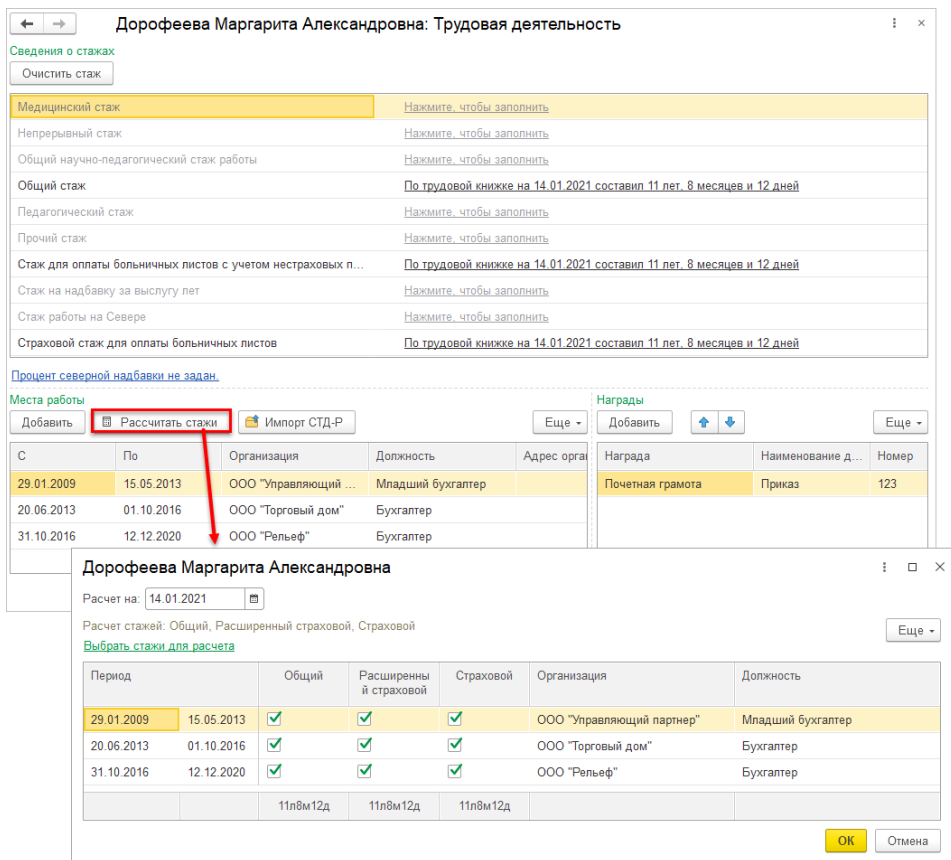 Дорофеева Маргарита Александровна: Трудовая деятельность
Сведения о стажах
Очистить стаж
Медицинский стаж Нажмите, чтобы заполнить
Непрерывный стаж Нажмите, чтобы заполнить
Общий научно-педагогический стаж работы Нажмите, чтобы заполнить
Общий стаж По трудовой книжке на 14.01.2021 составил 11 лет, 8 месяцев и 12 дней
Педагогический стаж Нажмите, чтобы заполнить
Прочий стаж Нажмите, чтобы заполнить
Стаж для оплаты больничных листов с учетом нестраховых п... По трудовой книжке на 14.01.2021 составил 11 лет, 8 месяцев и 12 дней
Стаж на надбавку за выслугу лет Нажмите, чтобы заполнить
Стаж работы на Севере Нажмите, чтобы заполнить
Страховой стаж для оплаты больничных листов По трудовой книжке на 14.01.2021 составил 11 лет, 8 месяцев и 12 дней
Процент северной надбавки не задан.
Места работы
Добавить Рассчитать стажи Импорт СТД-Р Еще
С По Организация Должность Адрес орга
29.01.2009 15.05.2013 ООО "Управляющий ... Младший бухгалтер
20.06.2013 01.10.2016 ООО "Торговый дом" Бухгалтер
31.10.2016 12.12.2020 ООО "Рельеф" Бухгалтер
Награды
Добавить Еще
Награда Наименование д... Номер
Почетная грамота Приказ 123
Дорофеева Маргарита Александровна
Расчет на: 14.01.2021
Расчет стажей: Общий, Расширенный страховой, Страховой
Еще
Выбрать стажи для расчета
Период Общий Расширенны Страховой Организация Должность
й страховой
29.01.2009 15.05.2013 ООО "Управляющий партнер" Младший бухгалтер
20.06.2013 01.10.2016 ООО "Торговый дом" Бухгалтер
31.10.2016 12.12.2020 ООО "Рельеф" Бухгалтер
11л8м12д 11л8м12д 11л8м12д
ОК Отмена